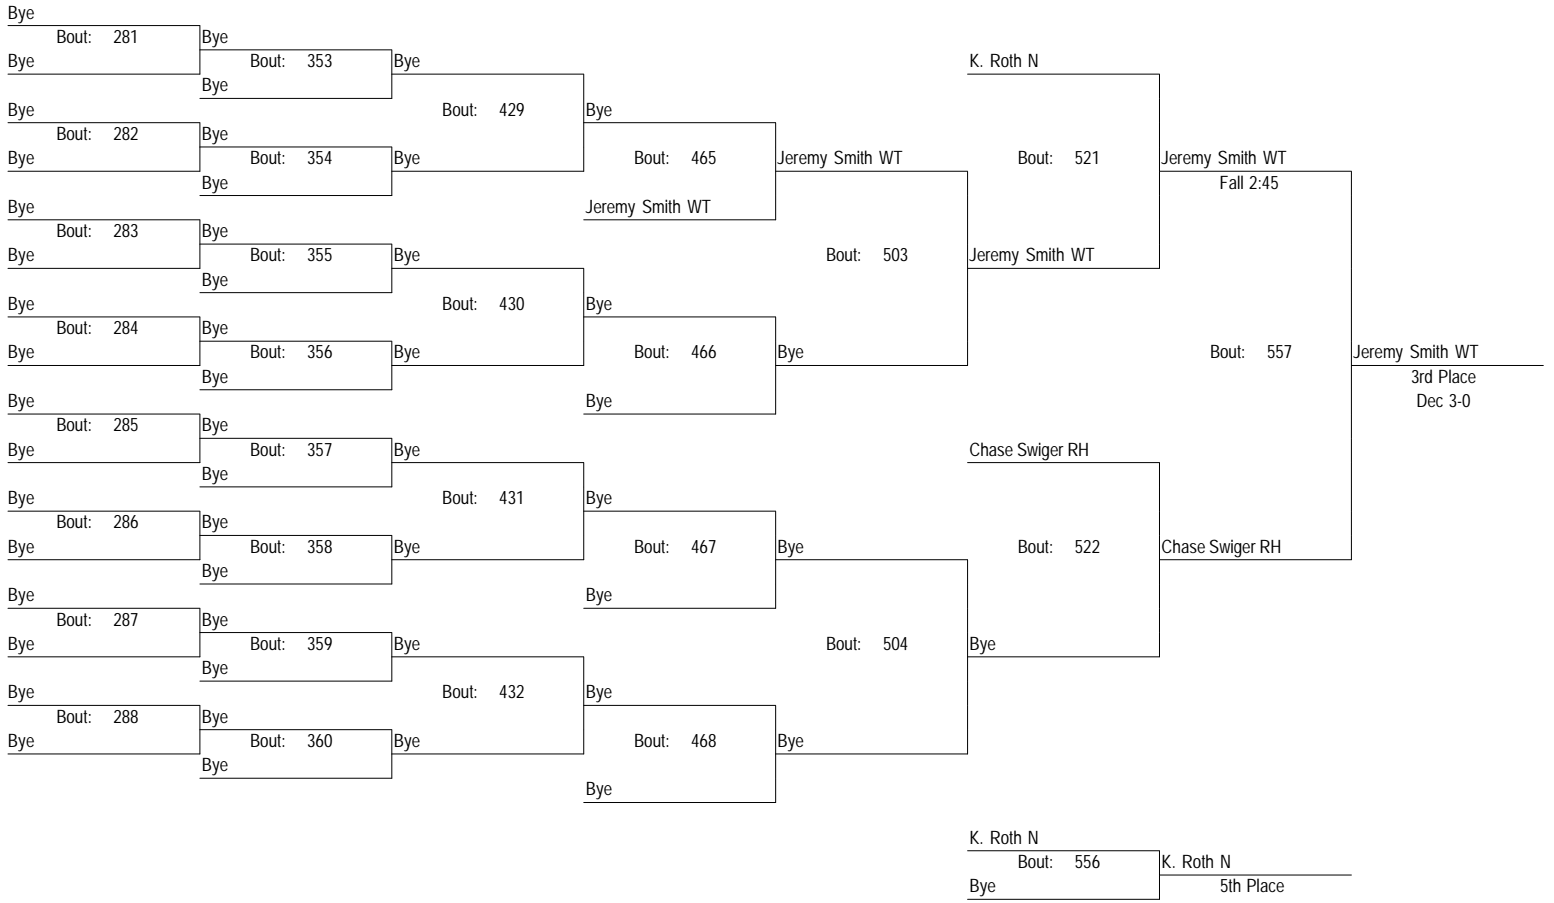 Bye
Bout: 281
Bye
Bye
Bout: 353
Bye
K. Roth N
Bye
Bye
Bye
Bout: 429
Bye
Bout: 282
Bye
Bye
Bout: 354
Bye
Bout: 465
Jeremy Smith WT
Bout: 521
Jeremy Smith WT
Bye
Fall 2:45
Bye
Jeremy Smith WT
Bout: 283
Bye
Bye
Bout: 355
Bye
Bout: 503
Jeremy Smith WT
Bye
Bye
Bout: 430
Bye
Bout: 284
Bye
Bye
Bout: 356
Bye
Bout: 466
Bye
Bout: 557
Jeremy Smith WT
Bye
3rd Place
Bye
Bye
Dec 3-0
Bout: 285
Bye
Bye
Bout: 357
Bye
Chase Swiger RH
Bye
Bye
Bout: 431
Bye
Bout: 286
Bye
Bye
Bout: 358
Bye
Bout: 467
Bye
Bout: 522
Chase Swiger RH
Bye
Bye
Bye
Bout: 287
Bye
Bye
Bout: 359
Bye
Bout: 504
Bye
Bye
Bye
Bout: 432
Bye
Bout: 288
Bye
Bye
Bout: 360
Bye
Bout: 468
Bye
Bye
Bye
K. Roth N
Bout: 556
K. Roth N
Bye
5th Place